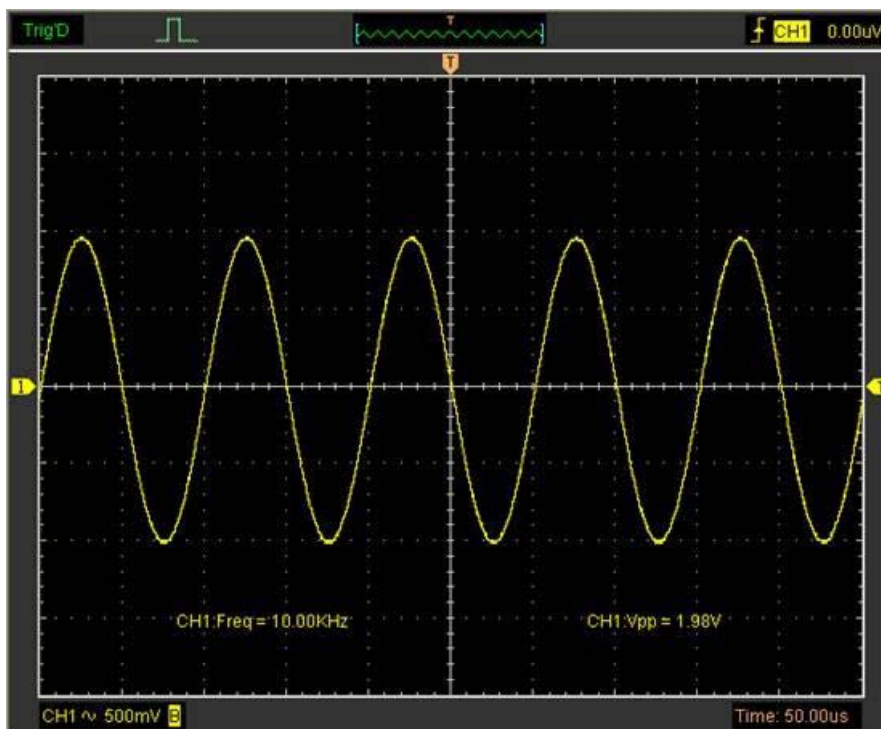 Trig'D
T
CH1 0.00uV
T
1
CH1:Freq = 10.00KHz
CH1:Vpp = 1.98V
CH1 ∿ 500mV B
Time: 50.00us